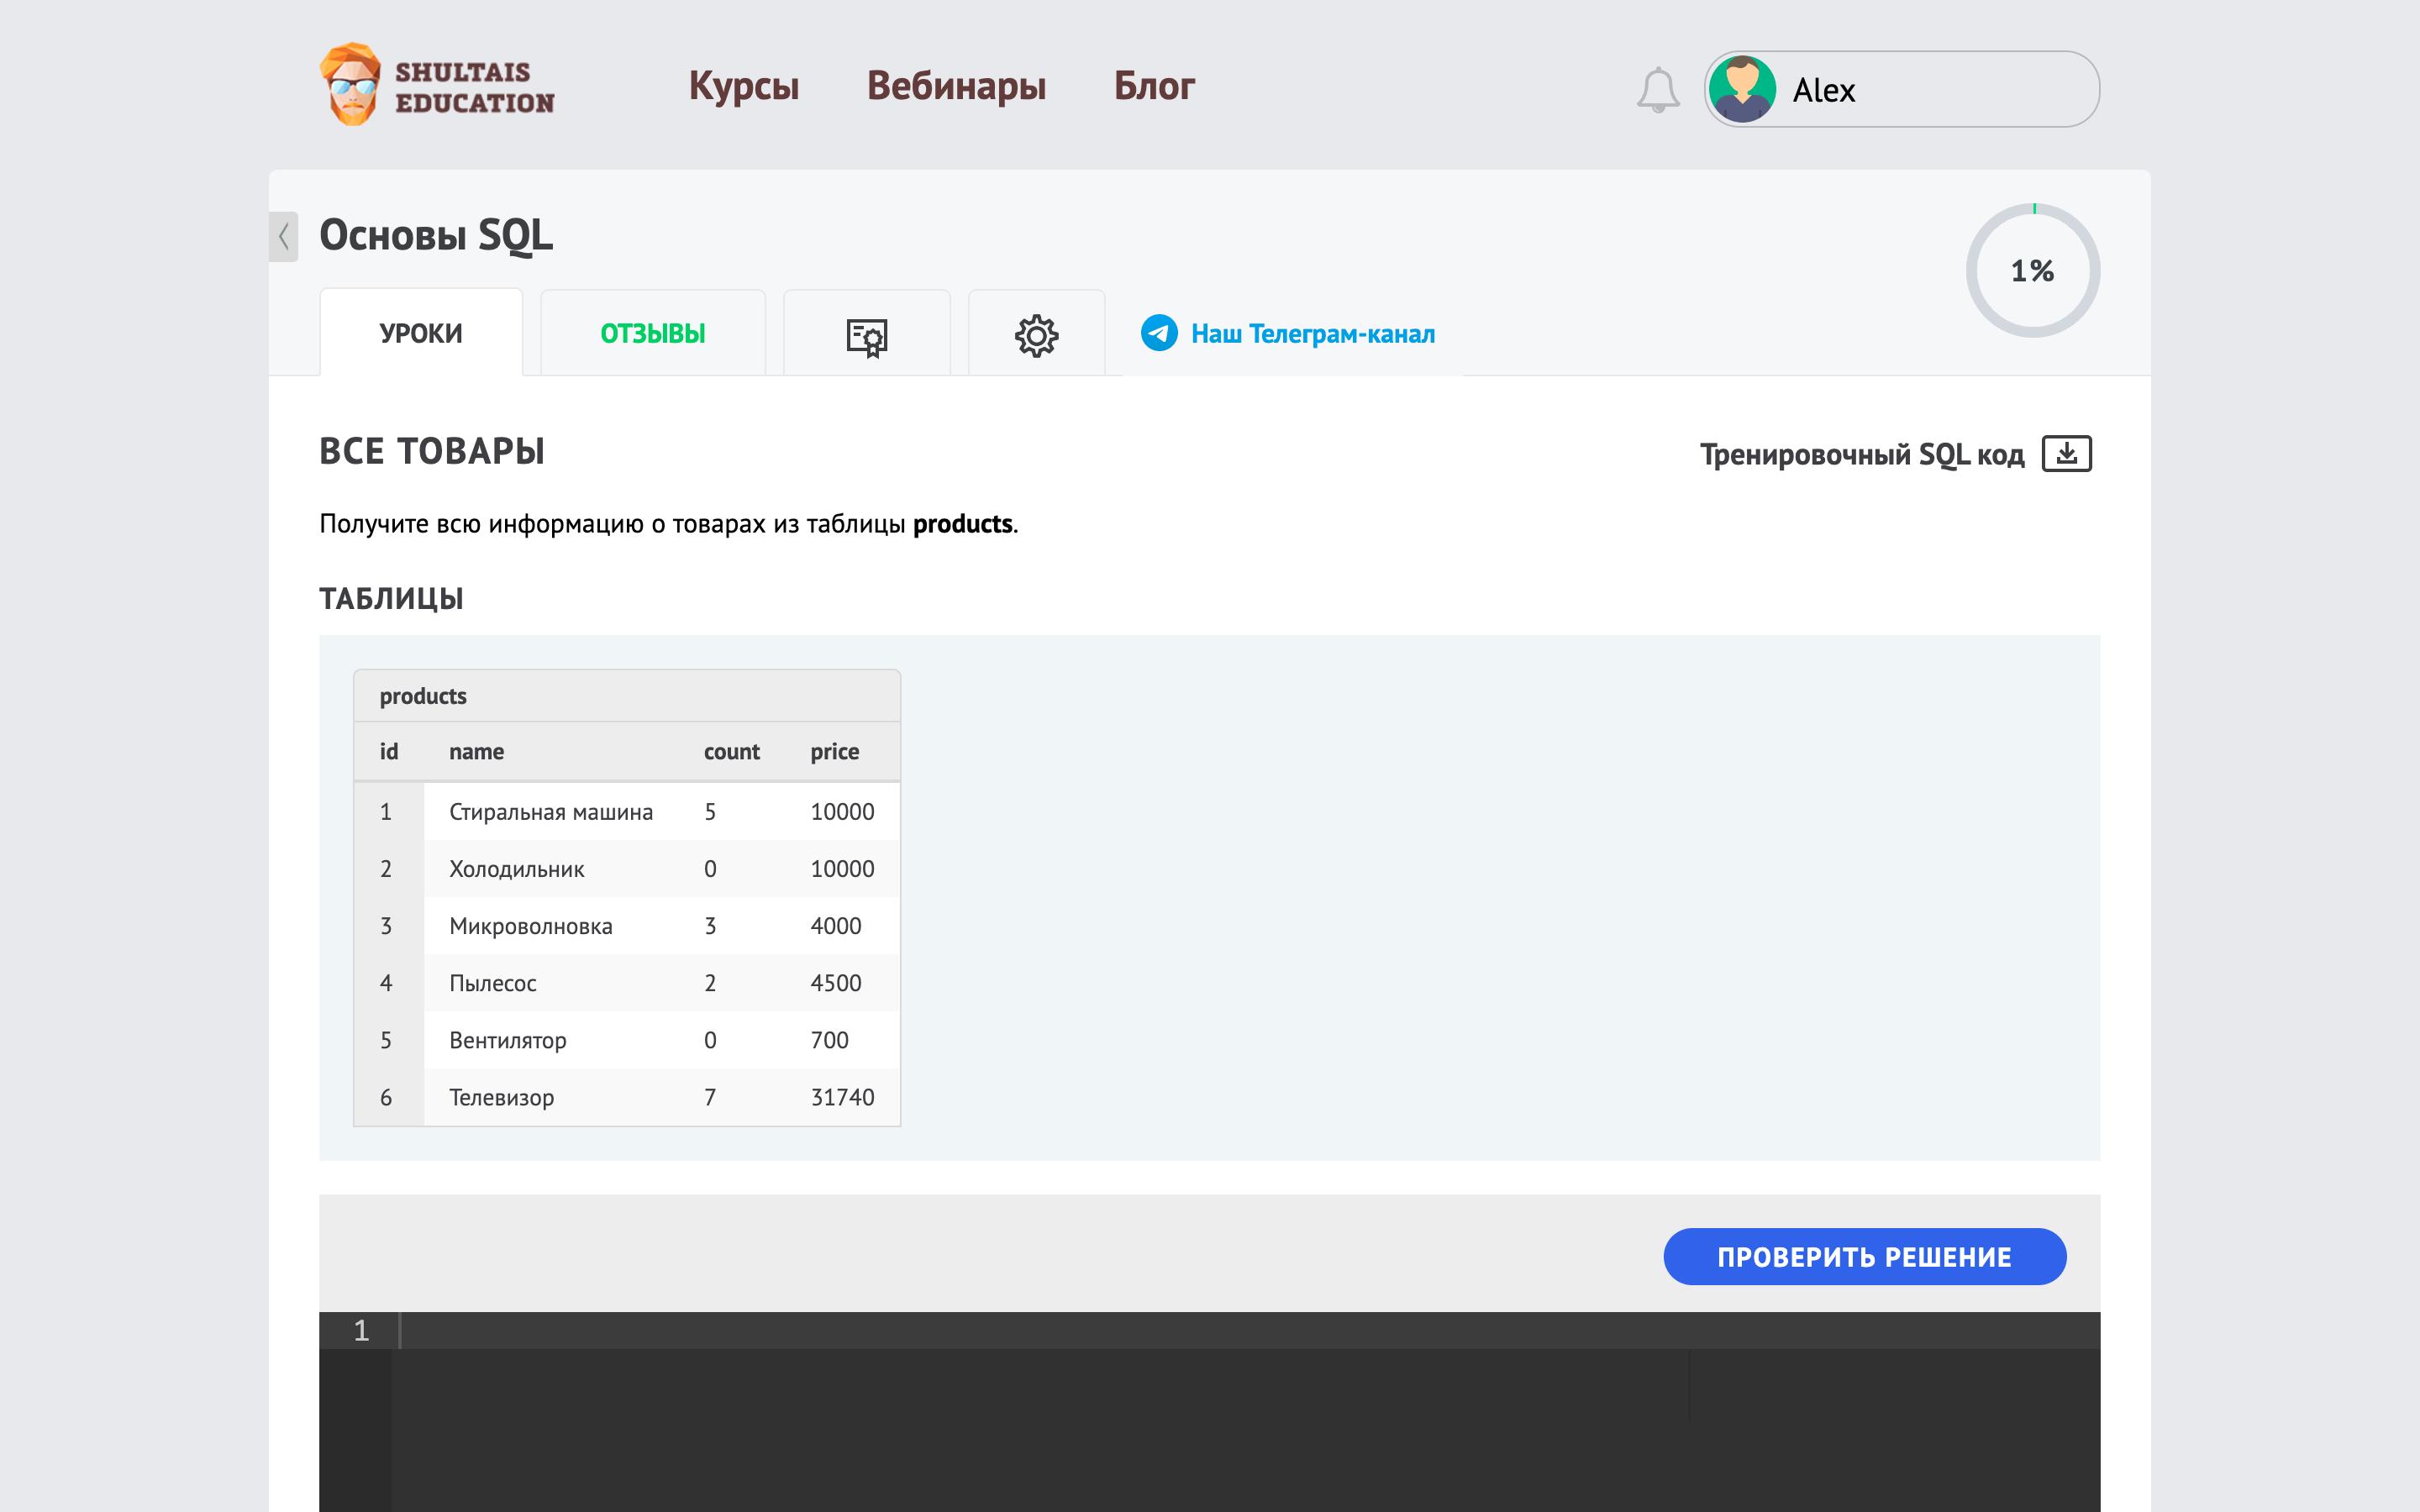 SHULTAIS
EDUCATION
Курсы Вебинары Блог
Alex
Основы SQL
1%
УРОКИ ОТЗЫВЫ Наш Телеграм-канал
ВСЕ ТОВАРЫ
Тренировочный SQL код
Получите всю информацию о товарах из таблицы products.
ТАБЛИЦЫ
products
id name count price
1 Стиральная машина 5 10000
2 Холодильник 0 10000
3 Микроволновка 3 4000
4 Пылесос 2 4500
5 Вентилятор 0 700
6 Телевизор 7 31740
ПРОВЕРИТЬ РЕШЕНИЕ
1